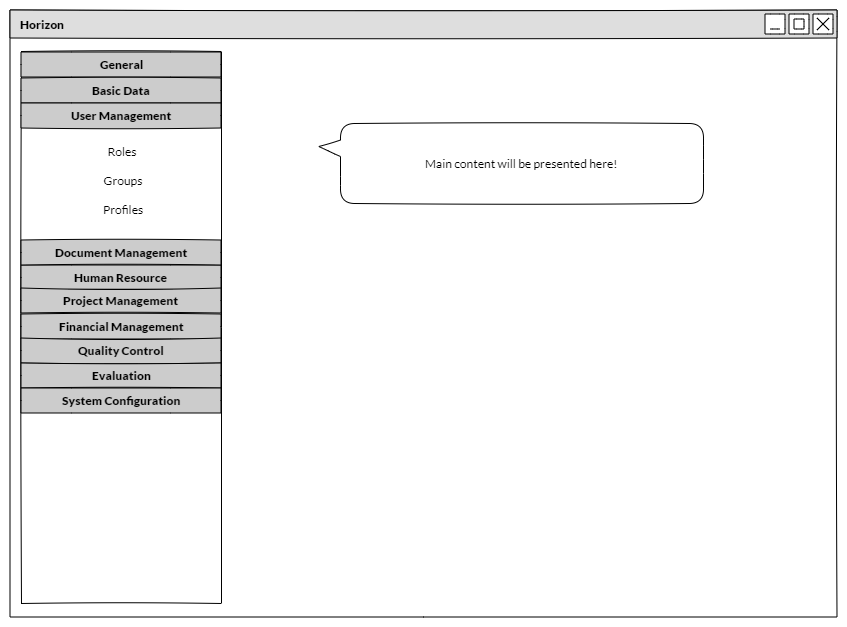 Horizon
General
Basic Data
User Management
Roles
Groups
Profiles
Document Management
Human Resource
Project Management
Financial Management
Quality Control
Evaluation
System Configuration
Main content will be presented here!